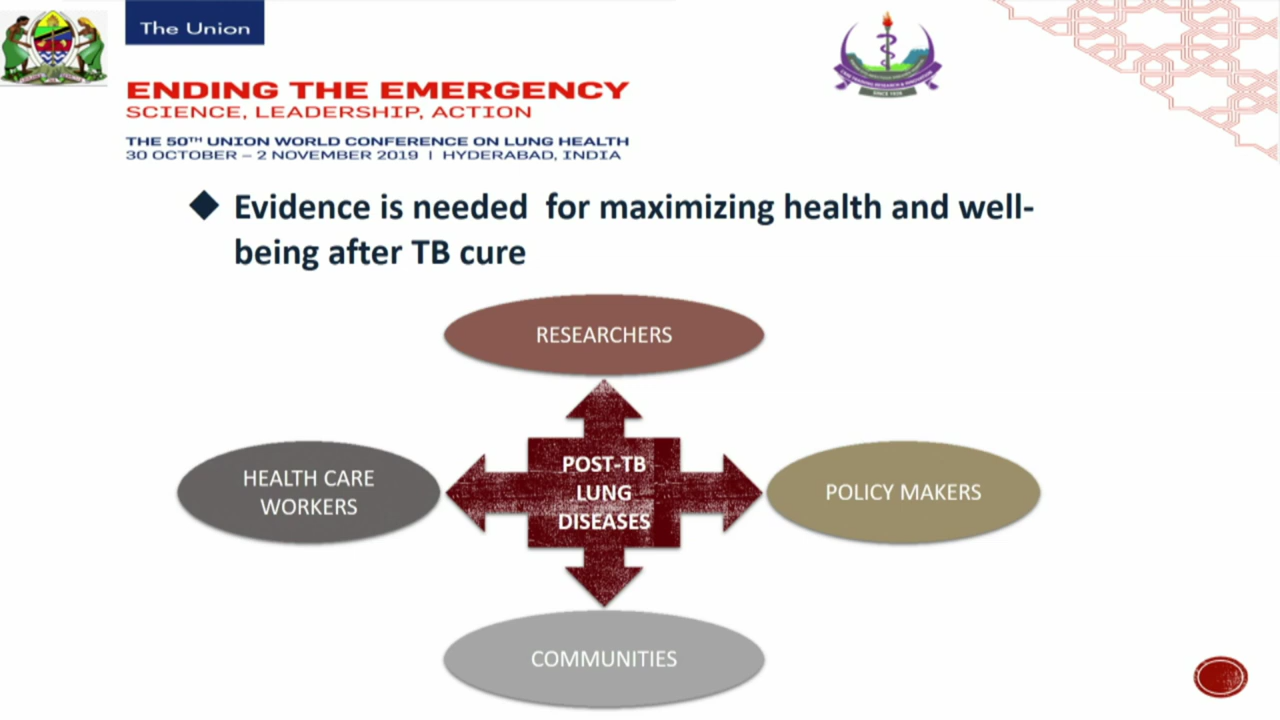 The Union
ENDING THE EMERGENCY
SCIENCE, LEADERSHIP, ACTION
THE 50TH UNION WORLD CONFERENCE ON LUNG HEALTH
30 OCTOBER – 2 NOVEMBER 2019 | HYDERABAD, INDIA
Evidence is needed for maximizing health and well-
being after TB cure
RESEARCHERS
HEALTH CARE
WORKERS
POST-TB
LUNG
DISEASES
POLICY MAKERS
COMMUNITIES